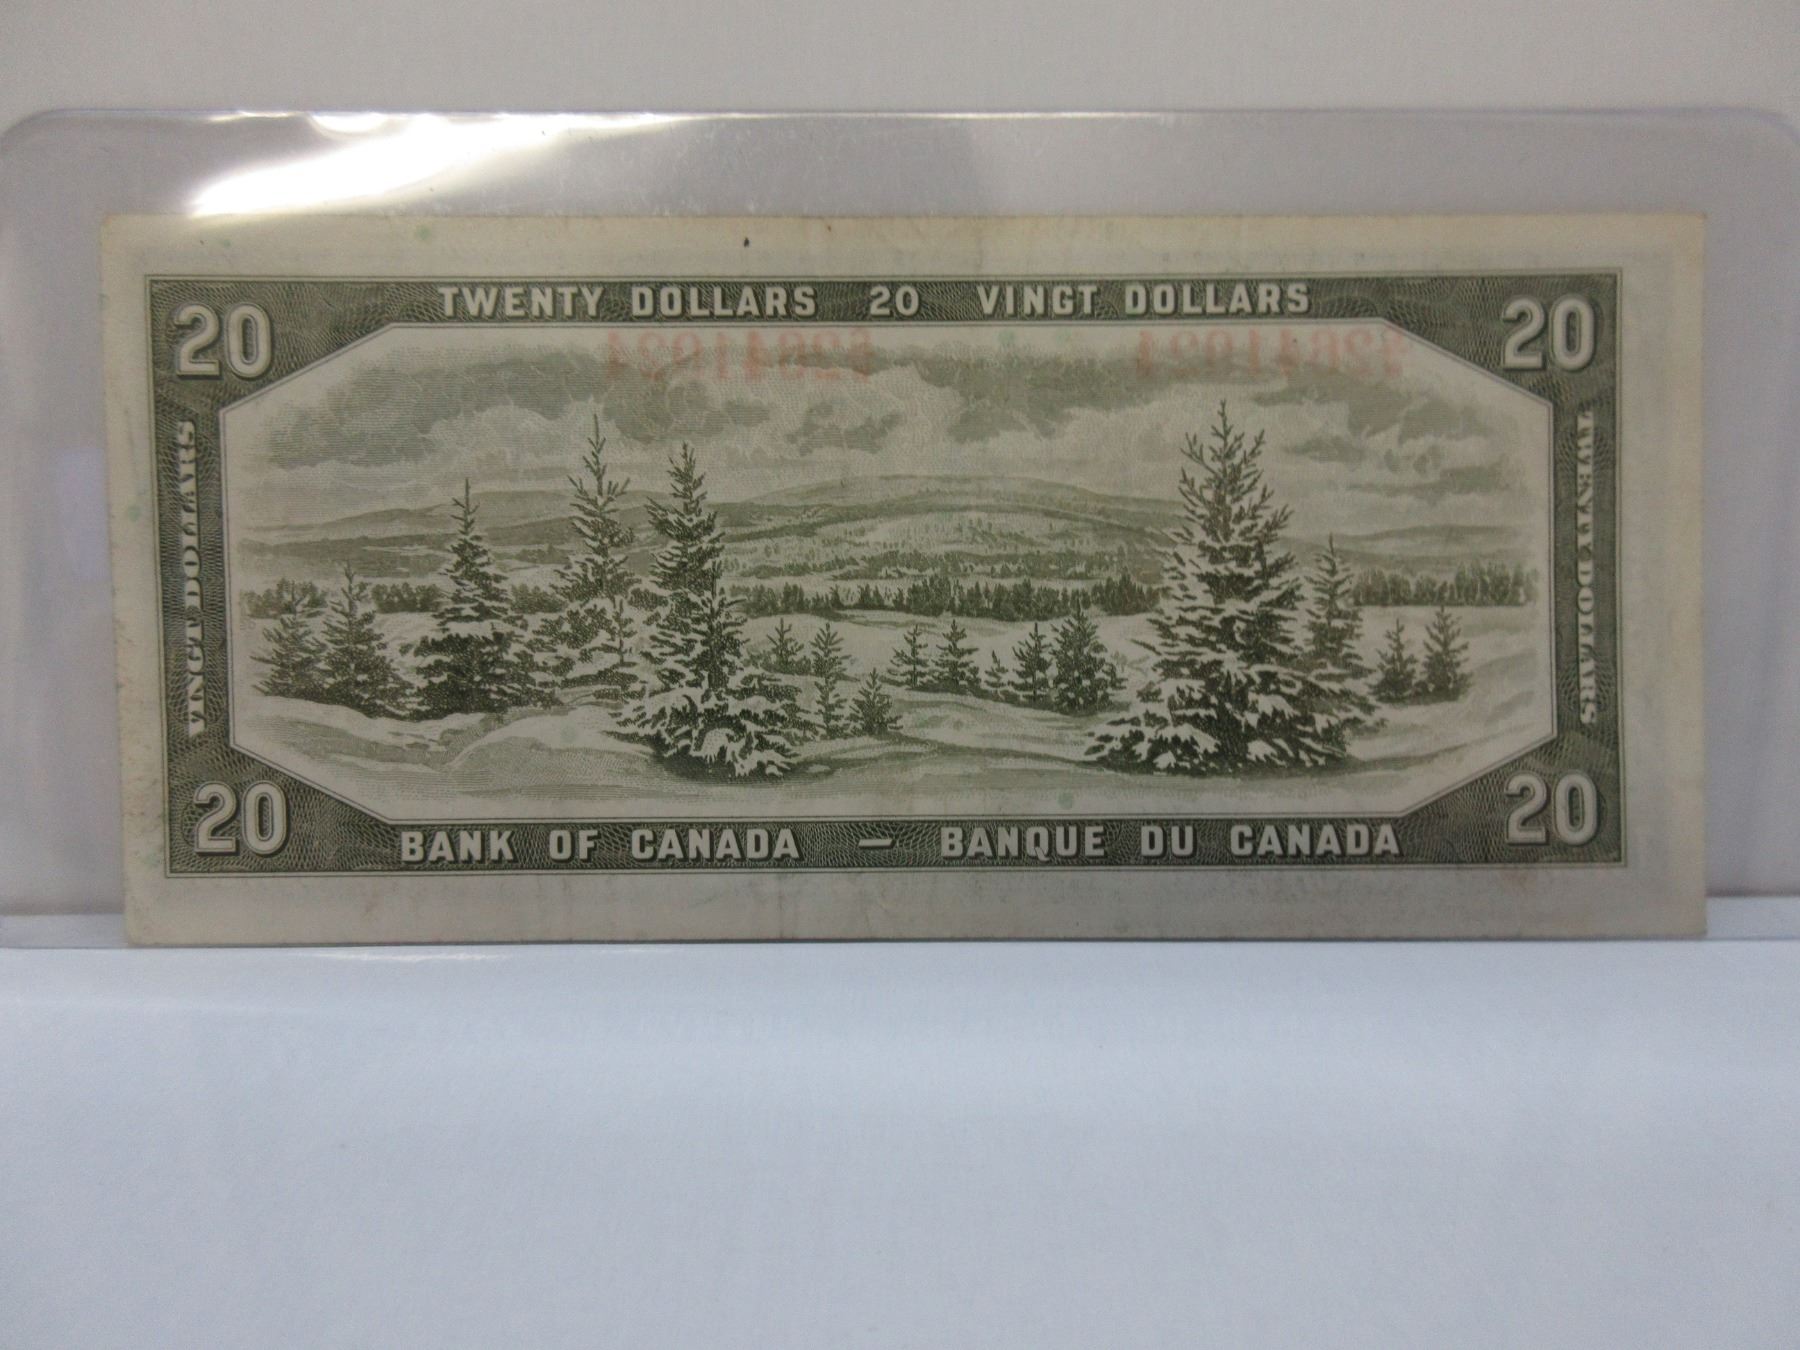 TWENTY DOLLARS 20 VINGT DOLLARS
20
20
VINGT DOLLARS
TWENTY DOLLARS
20
20
BANK OF CANADA — BANQUE DU CANADA